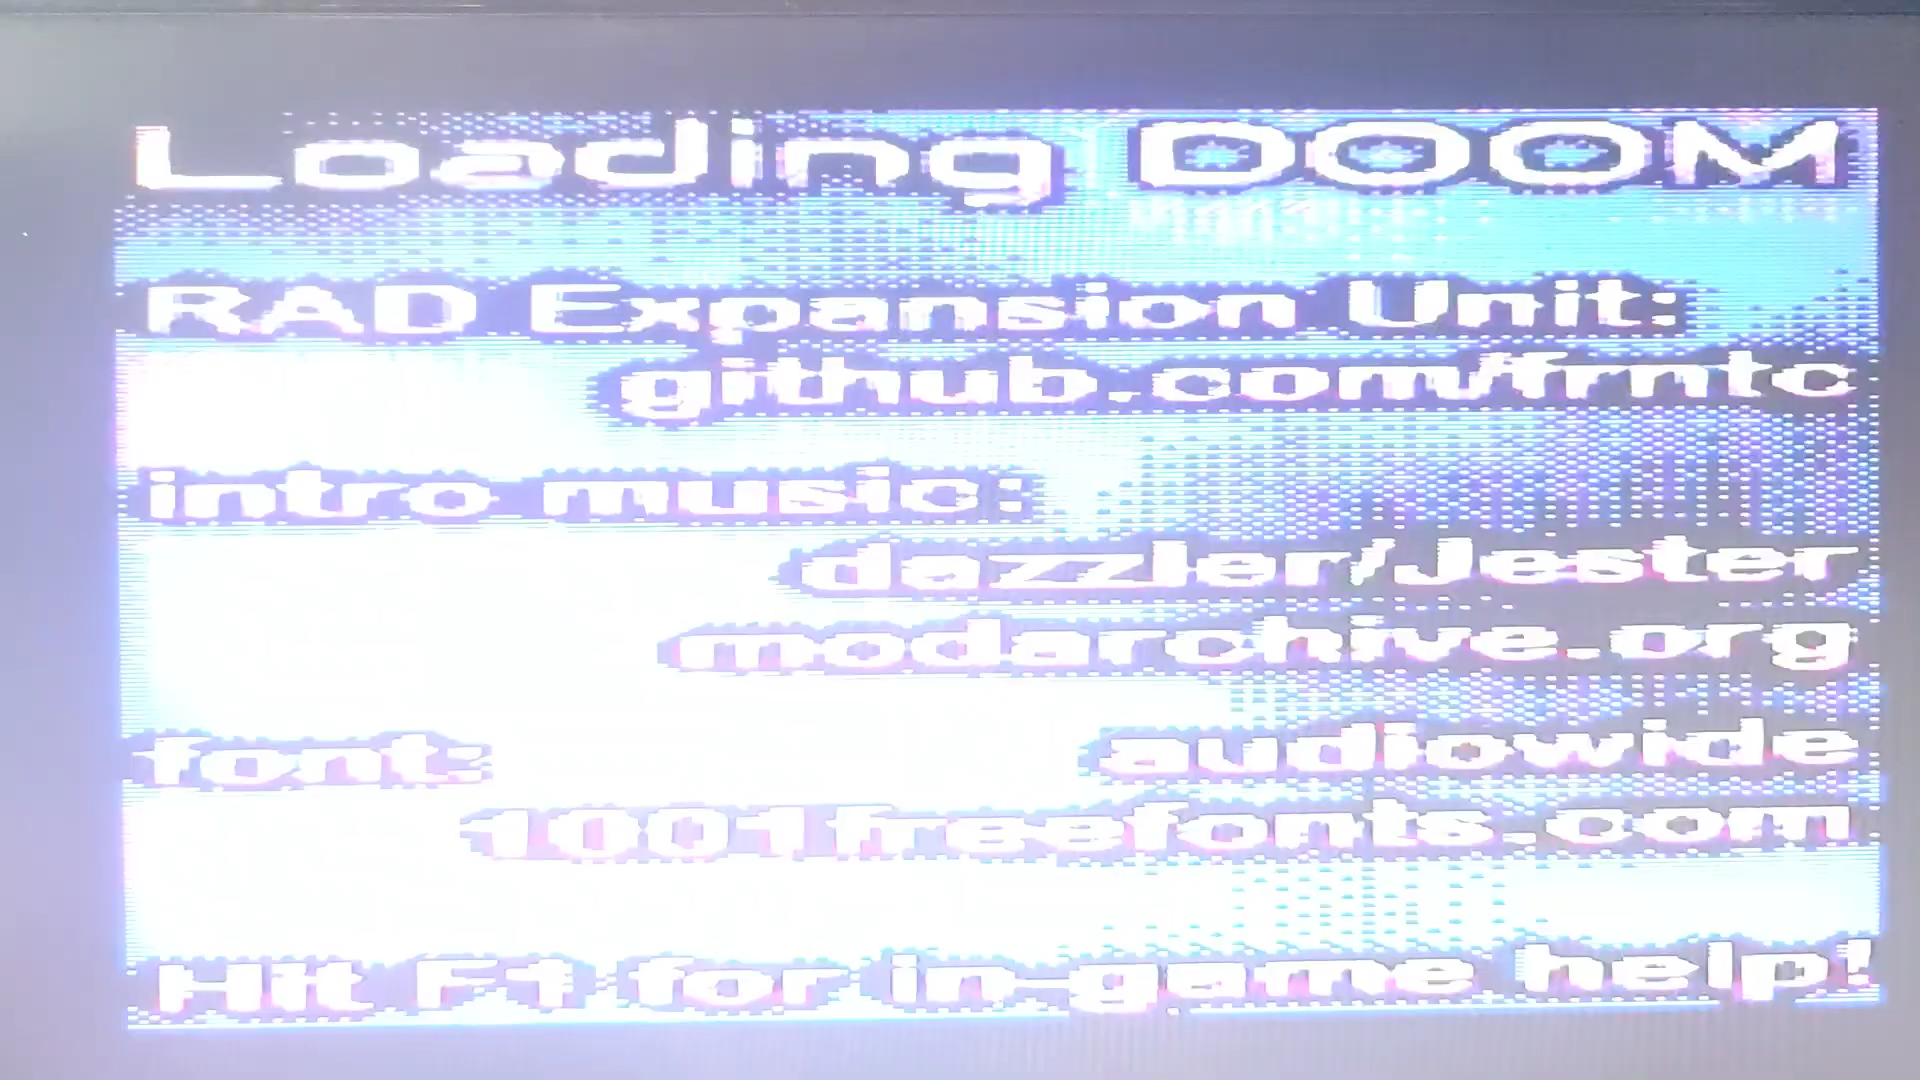 Loading DOOM
RAD Expansion Unit:
github.com/frntc
intro music:
dazzler/Jester
modarchive.org
font:
audiowide
1001freefonts.com
Hit F1 for in-game help!